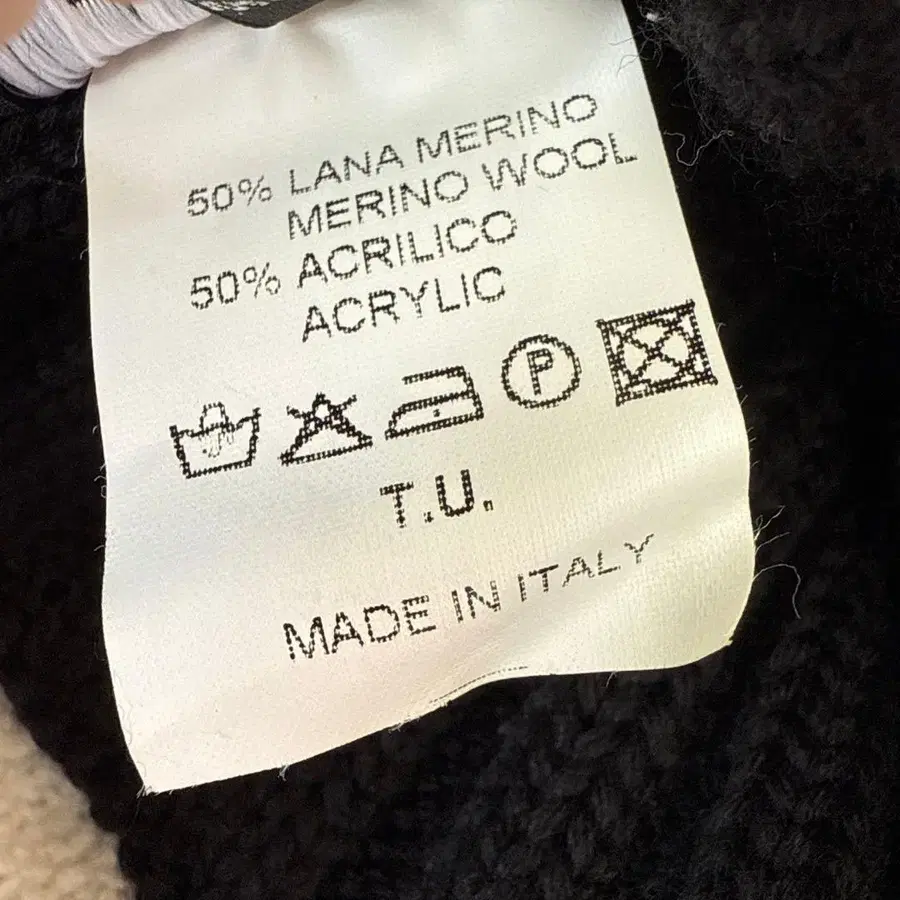 50% LANA MERINO
MERINO WOOL
50% ACRILICO
ACRYLIC
P
T.U.
MADE IN ITALY